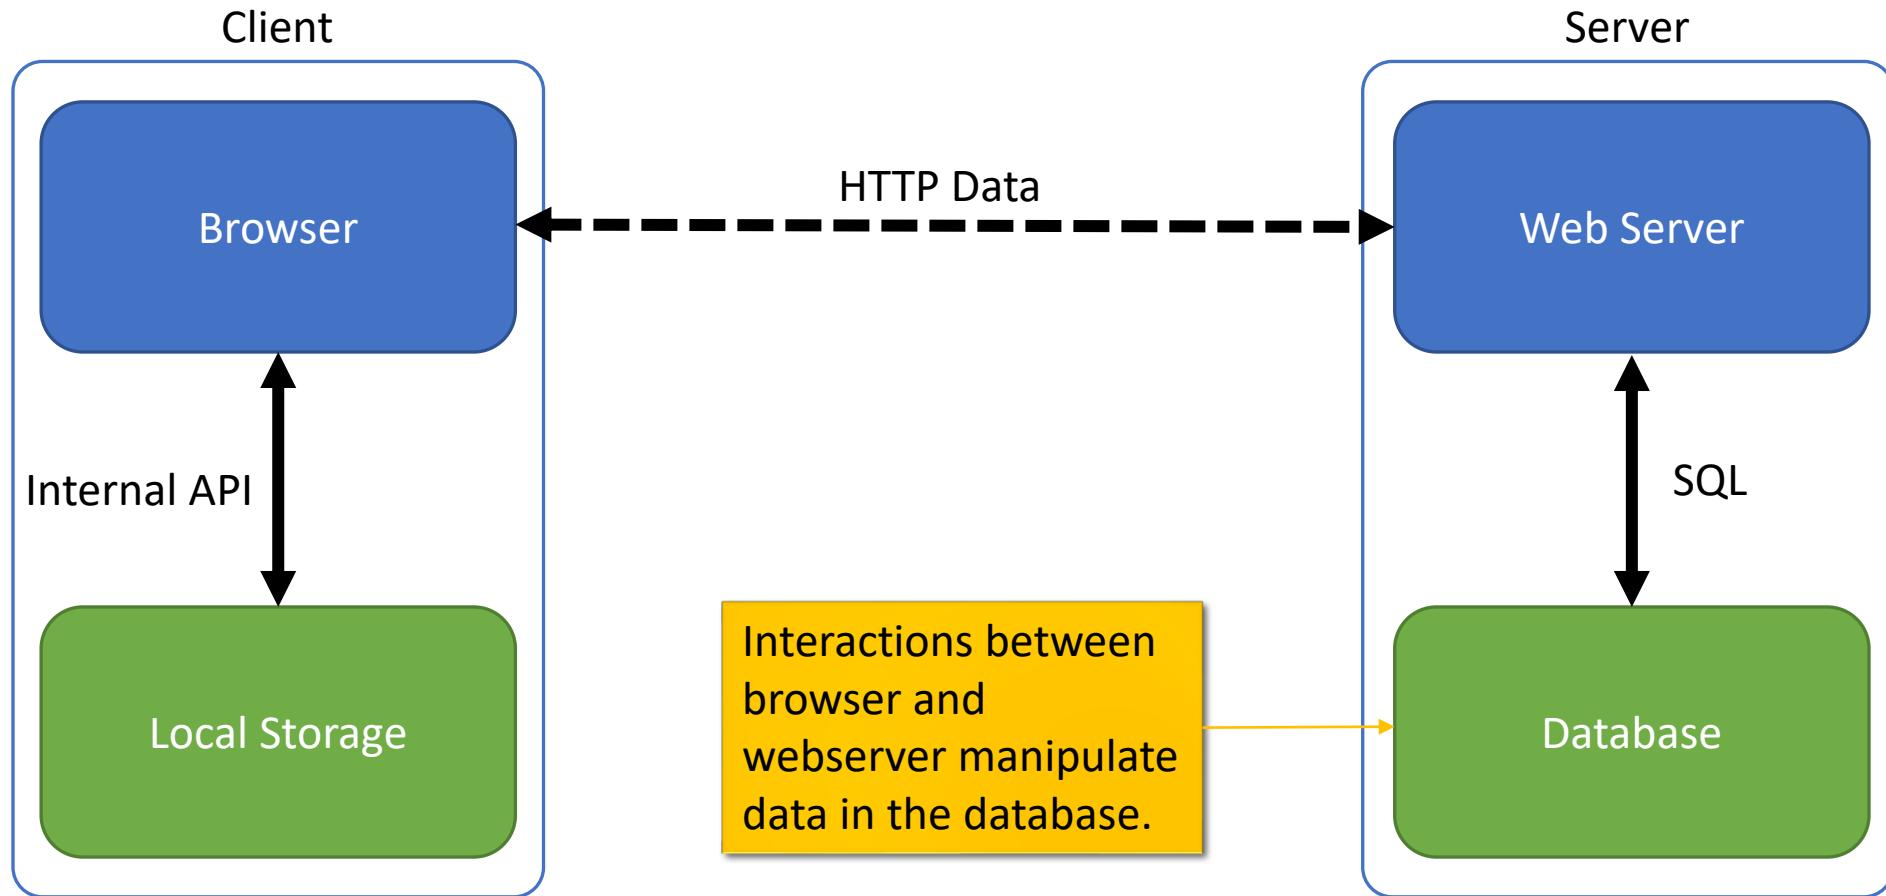 Client
Server
Browser
HTTP Data
Web Server
Internal API
SQL
Local Storage
Interactions between
browser and
webserver manipulate
data in the database.
Database